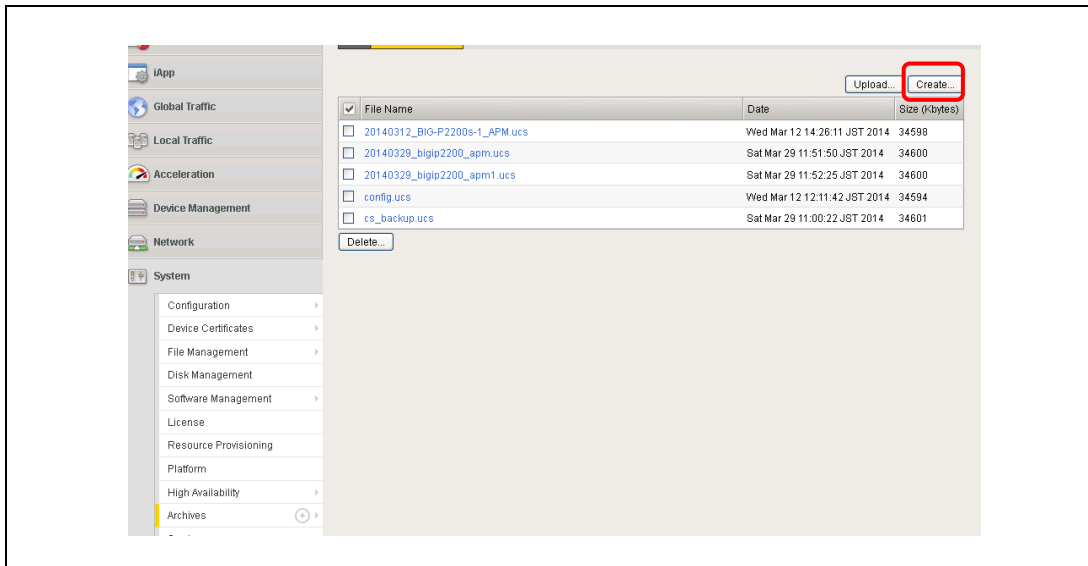 iApp
Global Traffic
Local Traffic
Acceleration
Device Management
Network
System
Configuration
Device Certificates
File Management
Disk Management
Software Management
License
Resource Provisioning
Platform
High Availability
Archives
Upload... Create...
File Name Date Size (Kbytes)
20140312_BIG-P2200s-1_APM.ucs Wed Mar 12 14:26:11 JST 2014 34598
20140329_bigip2200_apm.ucs Sat Mar 29 11:51:50 JST 2014 34600
20140329_bigip2200_apm1.ucs Sat Mar 29 11:52:25 JST 2014 34600
config.ucs Wed Mar 12 12:11:42 JST 2014 34594
cs_backup.ucs Sat Mar 29 11:00:22 JST 2014 34601
Delete...